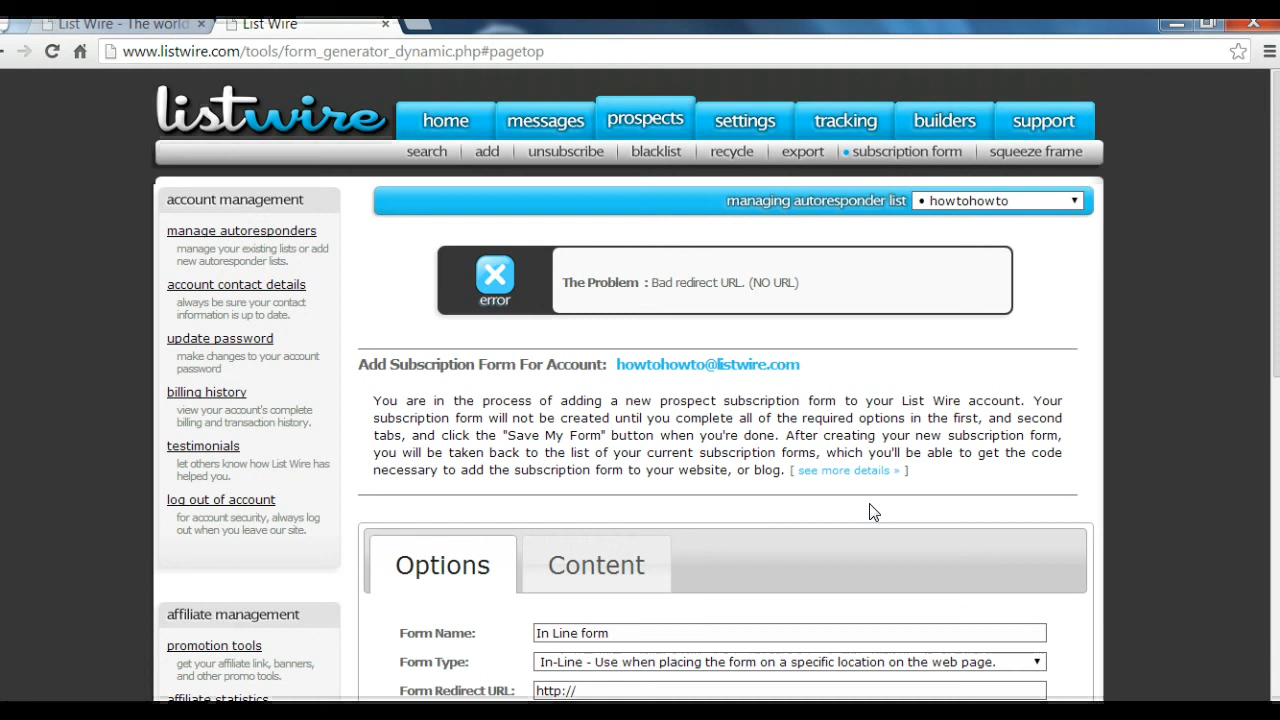 List Wire - The world
List Wire
www.listwire.com/tools/form_generator_dynamic.php#pagetop
listwire
home messages prospects settings tracking builders support
search add unsubscribe blacklist recycle export • subscription form squeeze frame
account management
manage autoresponders
manage your existing lists or add
new autoresponder lists.
account contact details
always be sure your contact
information is up to date.
update password
make changes to your account
password
billing history
view your account's complete
billing and transaction history.
testimonials
let others know how List Wire has
helped you.
log out of account
for account security, always log
out when you leave our site.
affiliate management
promotion tools
get your affiliate link, banners,
and other promo tools.
affiliate statistics
managing autoresponder list • howtohowto
error
The Problem : Bad redirect URL. (NO URL)
Add Subscription Form For Account: howtohowto@listwire.com
You are in the process of adding a new prospect subscription form to your List Wire account. Your
subscription form will not be created until you complete all of the required options in the first, and second
tabs, and click the "Save My Form" button when you're done. After creating your new subscription form,
you will be taken back to the list of your current subscription forms, which you'll be able to get the code
necessary to add the subscription form to your website, or blog. [ see more details » ]
Options Content
Form Name: In Line form
Form Type: In-Line - Use when placing the form on a specific location on the web page.
Form Redirect URL: http://